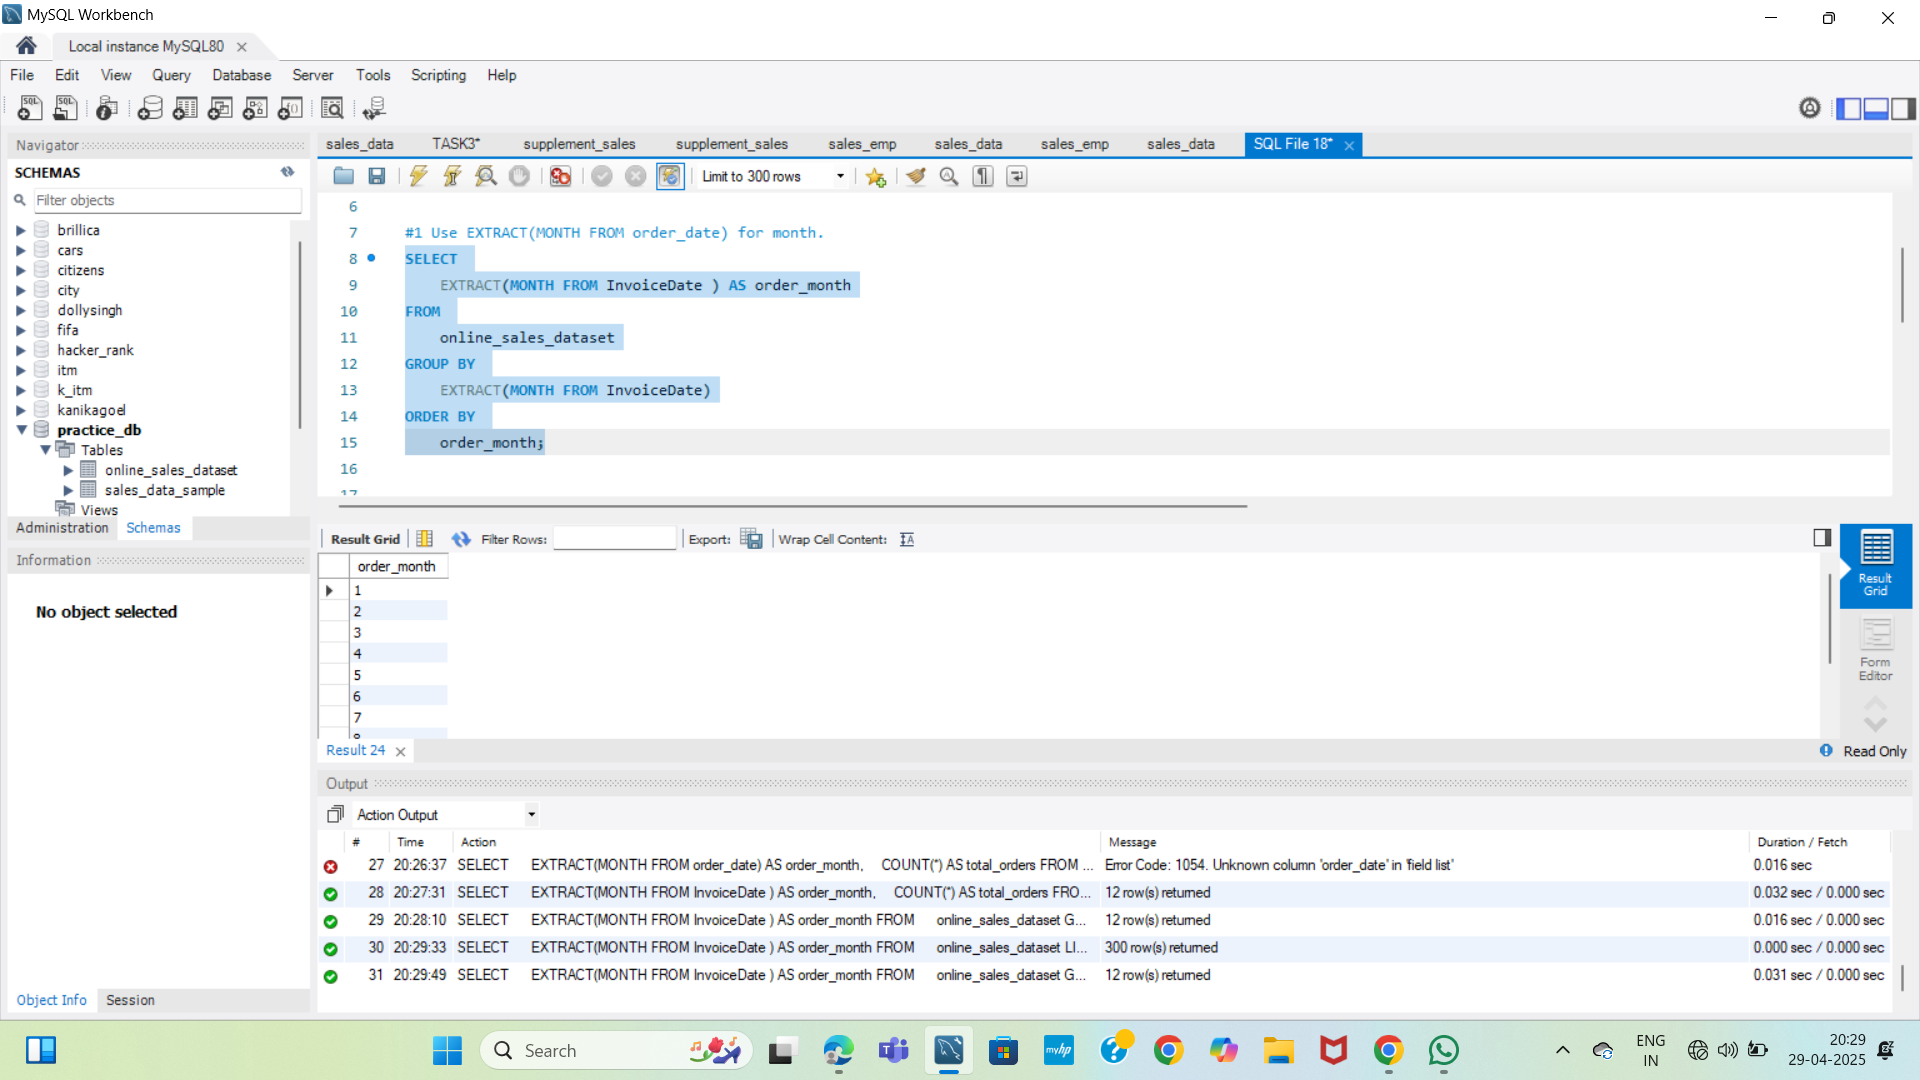 MySQL Workbench
Local instance MySQL80
File Edit View Query Database Server Tools Scripting Help
Navigator
SCHEMAS
Filter objects
brillica
cars
citizens
city
dollysingh
fifa
hacker_rank
itm
k_itm
kanikagoel
practice_db
Tables
online_sales_dataset
sales_data_sample
Views
Administration Schemas
Information
No object selected
Object Info Session
sales_data TASK3* supplement_sales supplement_sales sales_emp sales_data sales_emp sales_data SQL File 18*
Limit to 300 rows
6
7 #1 Use EXTRACT(MONTH FROM order_date) for month.
8 SELECT
9 EXTRACT(MONTH FROM InvoiceDate ) AS order_month
10 FROM
11 online_sales_dataset
12 GROUP BY
13 EXTRACT(MONTH FROM InvoiceDate)
14 ORDER BY
15 order_month;
16
17
Result Grid Filter Rows: Export: Wrap Cell Content:
order_month
1
2
3
4
5
6
7
8
Result Grid
Form Editor
Result 24
Read Only
Output
Action Output
# Time Action Message Duration / Fetch
27 20:26:37 SELECT EXTRACT(MONTH FROM order_date) AS order_month, COUNT(*) AS total_orders FROM ... Error Code: 1054. Unknown column 'order_date' in 'field list' 0.016 sec
28 20:27:31 SELECT EXTRACT(MONTH FROM InvoiceDate ) AS order_month, COUNT(*) AS total_orders FRO... 12 row(s) returned 0.032 sec / 0.000 sec
29 20:28:10 SELECT EXTRACT(MONTH FROM InvoiceDate ) AS order_month FROM online_sales_dataset G... 12 row(s) returned 0.016 sec / 0.000 sec
30 20:29:33 SELECT EXTRACT(MONTH FROM InvoiceDate ) AS order_month FROM online_sales_dataset LI... 300 row(s) returned 0.000 sec / 0.000 sec
31 20:29:49 SELECT EXTRACT(MONTH FROM InvoiceDate ) AS order_month FROM online_sales_dataset G... 12 row(s) returned 0.031 sec / 0.000 sec
Search
myhp
ENG
IN
20:29
29-04-2025